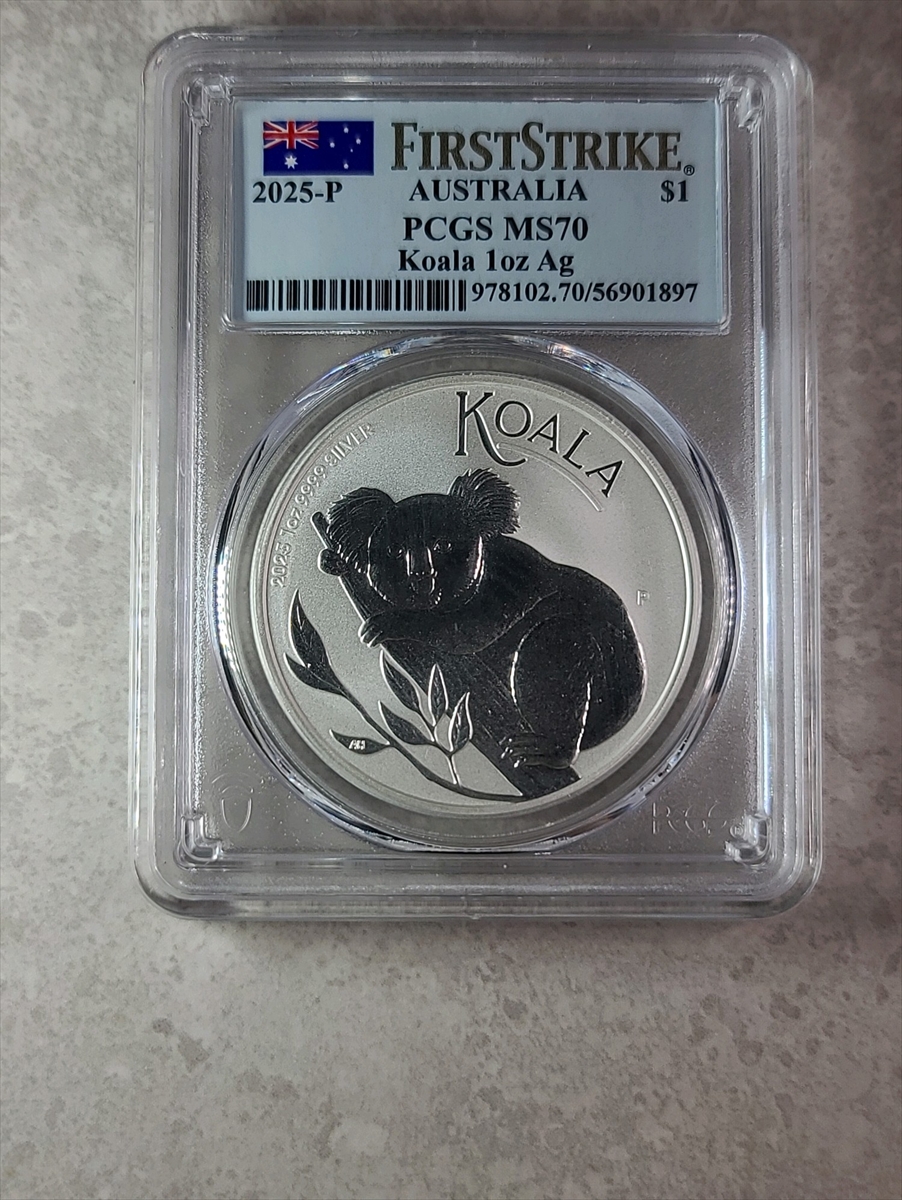 FIRSTSTRIKE®
2025-P AUSTRALIA $1
PCGS MS70
Koala 1oz Ag
978102.70/56901897
KOALA
2025 1oz 9999 SILVER
P